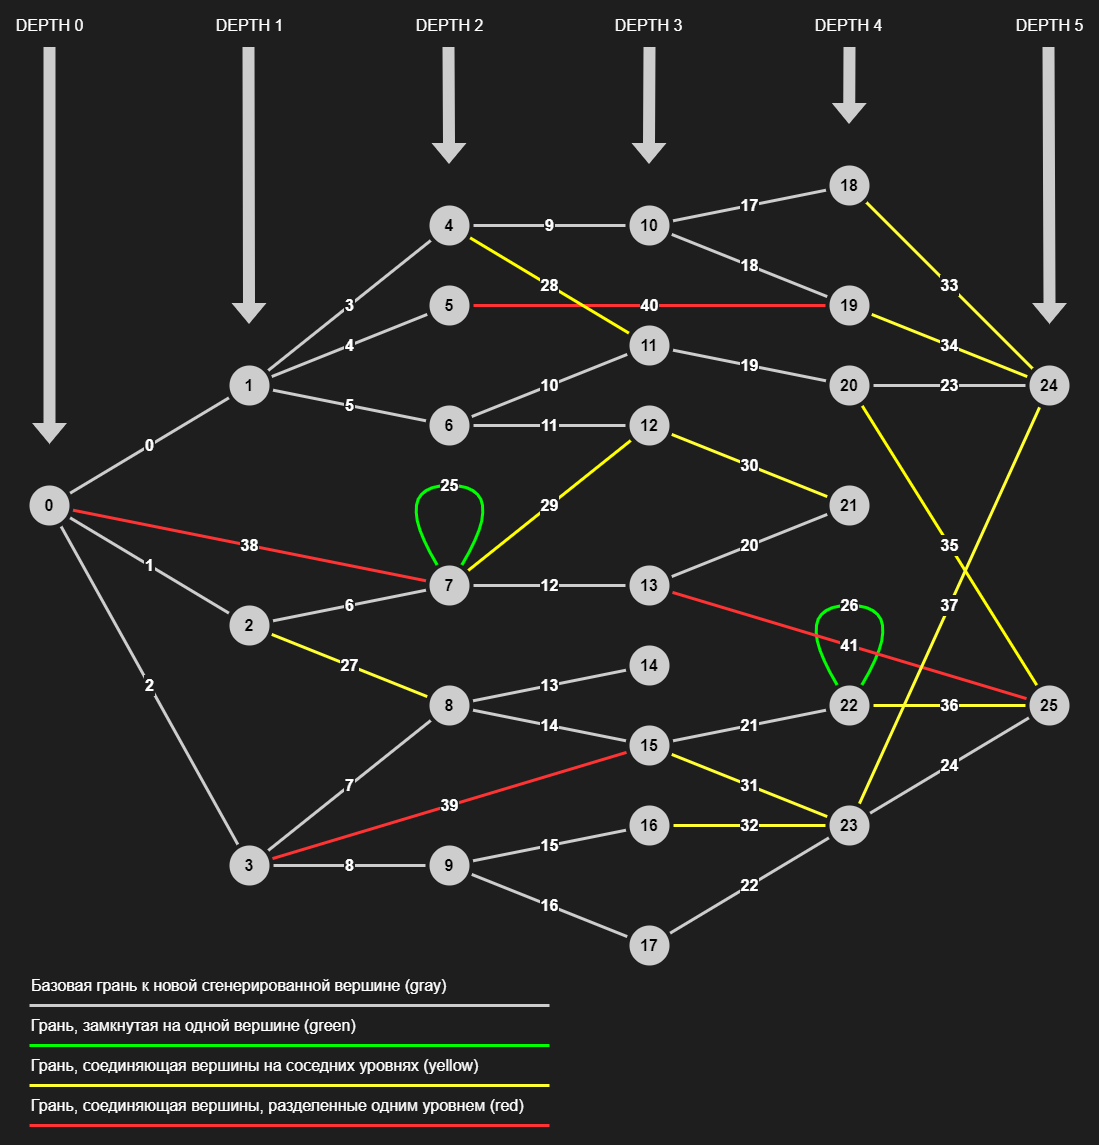 DEPTH 0 DEPTH 1 DEPTH 2 DEPTH 3 DEPTH 4 DEPTH 5
18
17
4 9 10
18
28 33
3 5 40 19
4 11 34
19
1 10 20 23 24
5
6 11 12
0
30
25
0 29 21
38 20 35
1
7 12 13
6 26 37
2
41
27 14
2 13
8 22 36 25
14 21
15
24
7 31
39
16 32 23
15
3 8 9
22
16
17
Базовая грань к новой сгенерированной вершине (gray)
Грань, замкнутая на одной вершине (green)
Грань, соединяющая вершины на соседних уровнях (yellow)
Грань, соединяющая вершины, разделенные одним уровнем (red)